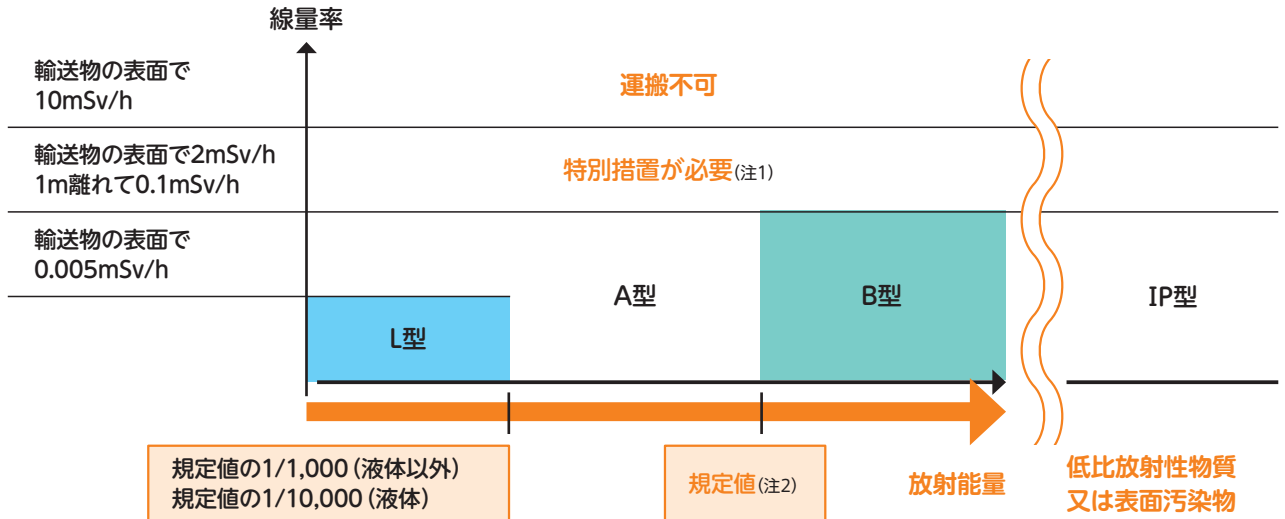 線量率
輸送物の表面で
10mSv/h
運搬不可
輸送物の表面で2mSv/h
1m離れて0.1mSv/h
特別措置が必要(注1)
輸送物の表面で
0.005mSv/h
L型
A型
B型
IP型
規定値の1/1,000(液体以外)
規定値の1/10,000(液体)
規定値(注2)
放射能量
低比放射性物質
又は表面汚染物